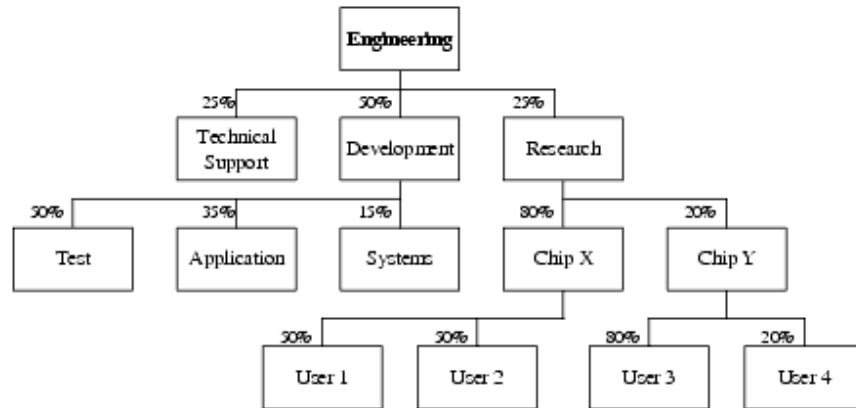 Engineering
25% 50% 25%
Technical
Support
Development
Research
50% 35% 15% 80% 20%
Test Application Systems Chip X Chip Y
50% 50% 80% 20%
User 1 User 2 User 3 User 4